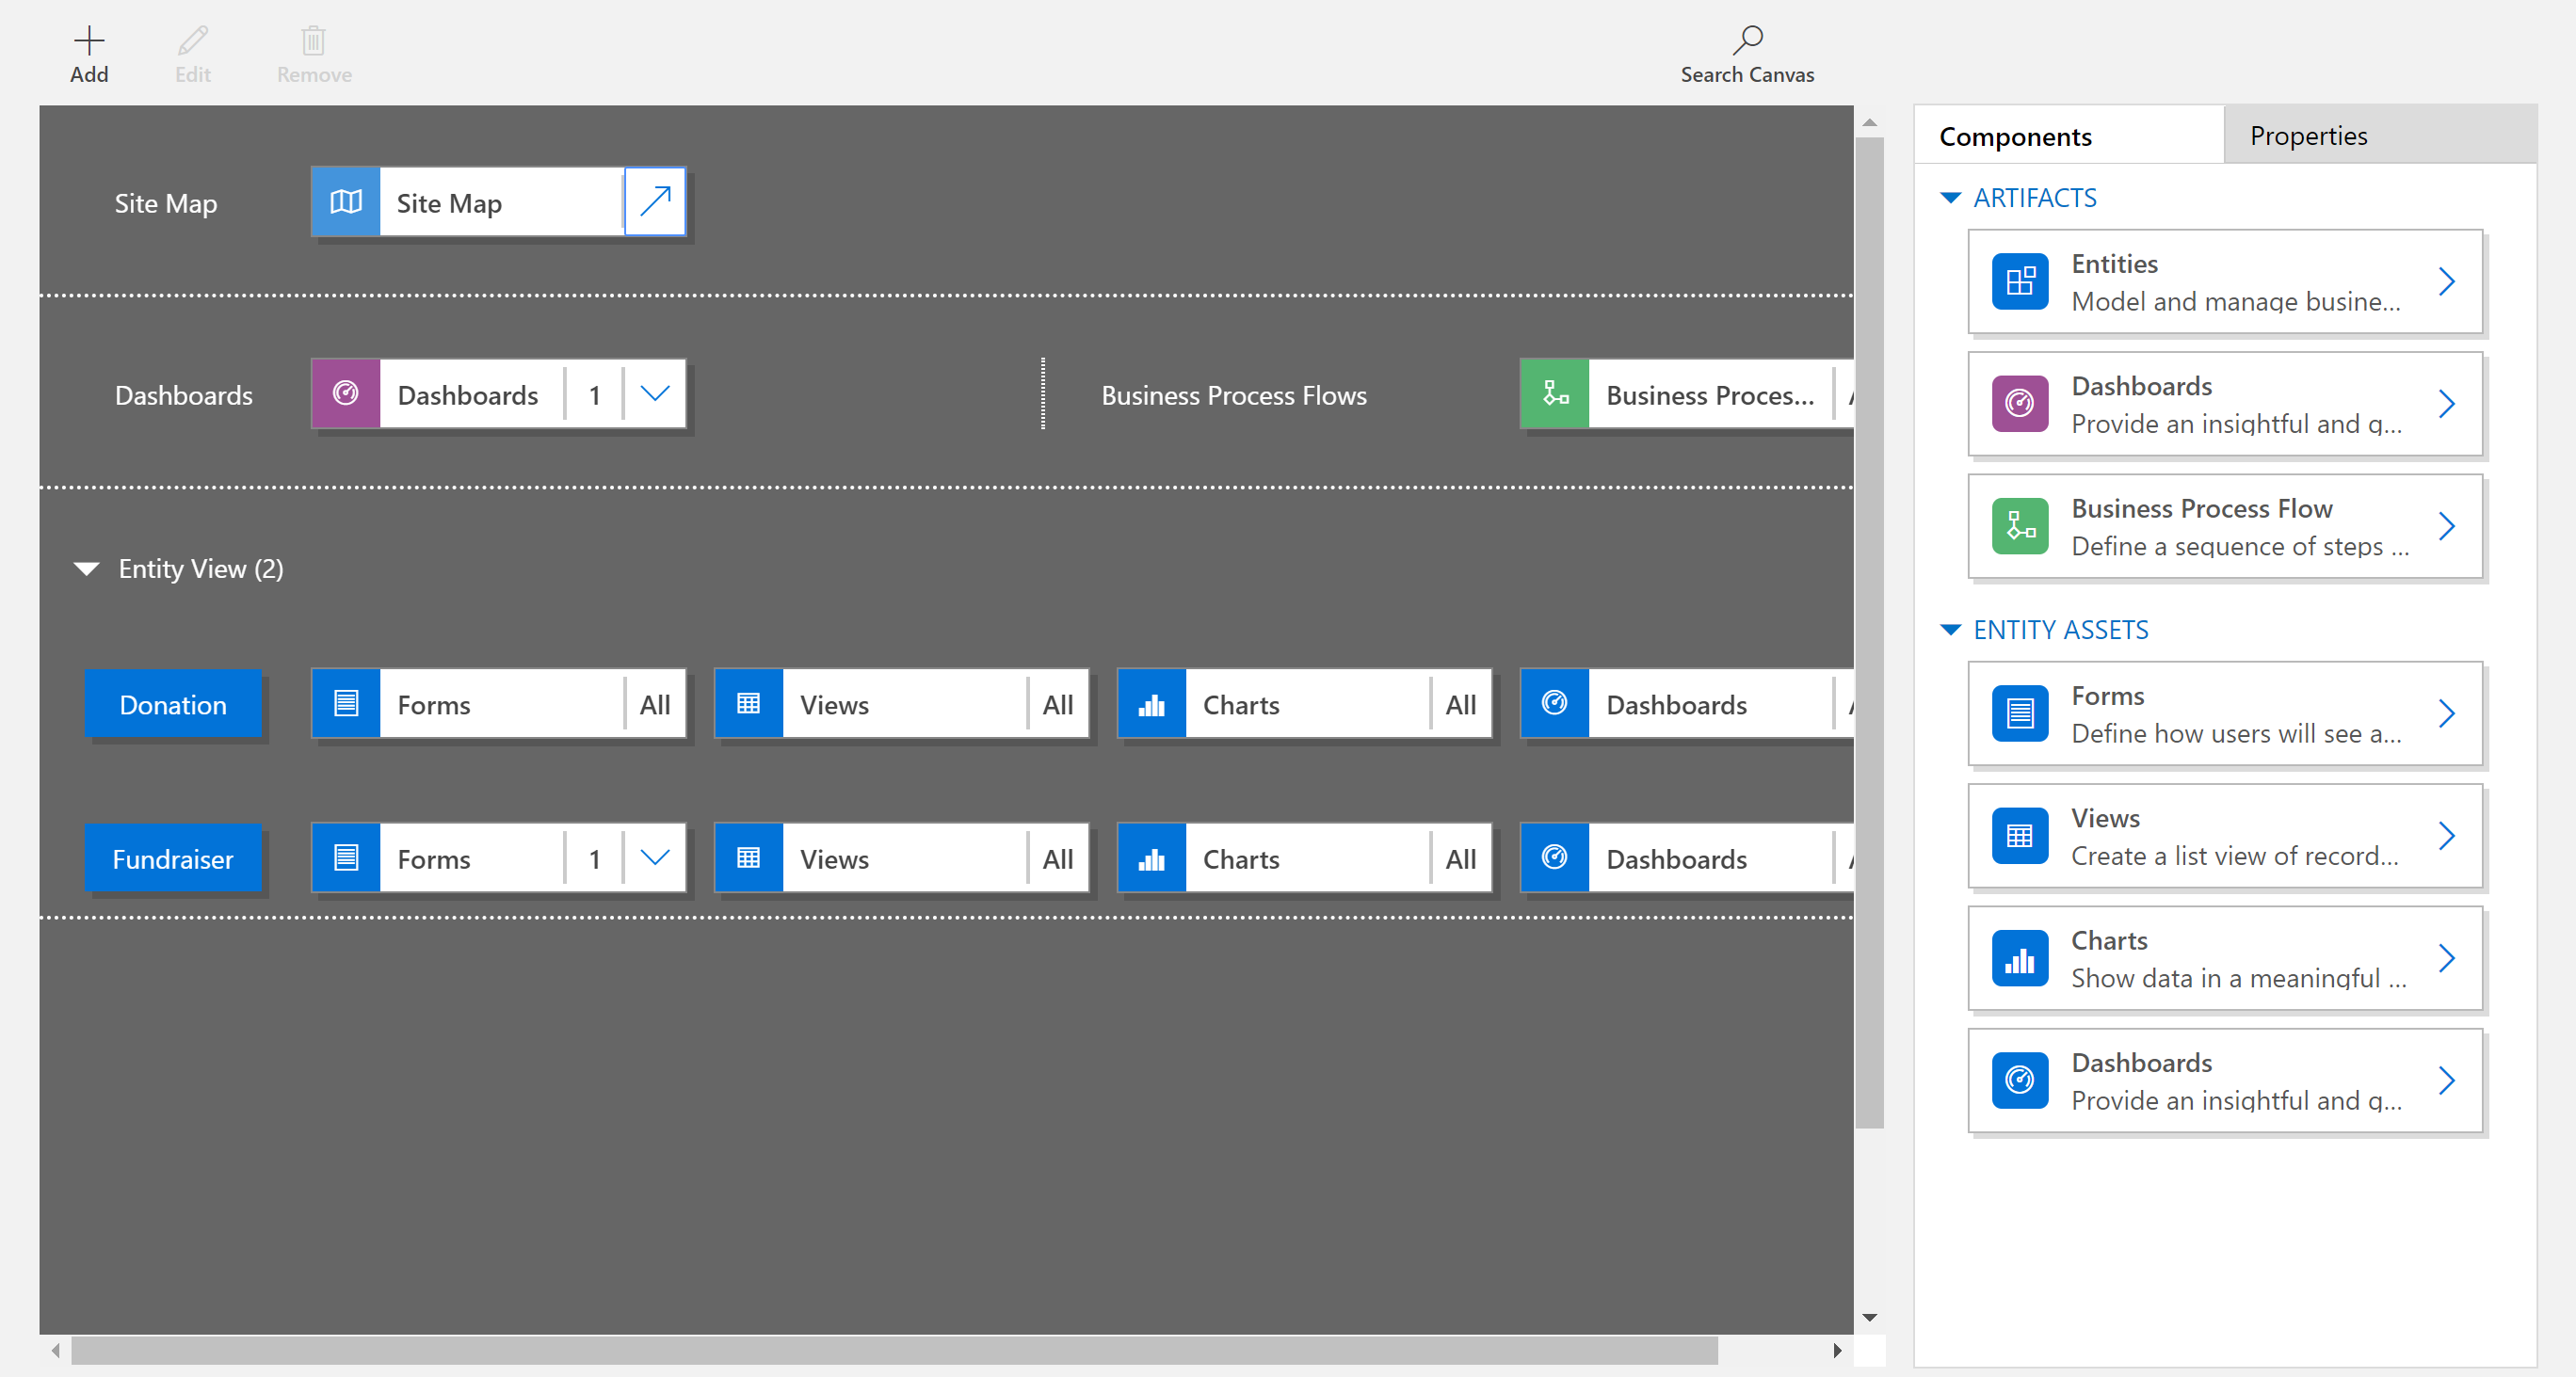 Add
Edit
Remove
Search Canvas
Site Map
Site Map
Dashboards
Dashboards 1
Business Process Flows
Business Proces...
Entity View (2)
Donation
Forms All
Views All
Charts All
Dashboards
Fundraiser
Forms 1
Views All
Charts All
Dashboards
Components
Properties
ARTIFACTS
Entities
Model and manage busine...
Dashboards
Provide an insightful and g...
Business Process Flow
Define a sequence of steps ...
ENTITY ASSETS
Forms
Define how users will see a...
Views
Create a list view of record...
Charts
Show data in a meaningful ...
Dashboards
Provide an insightful and g...